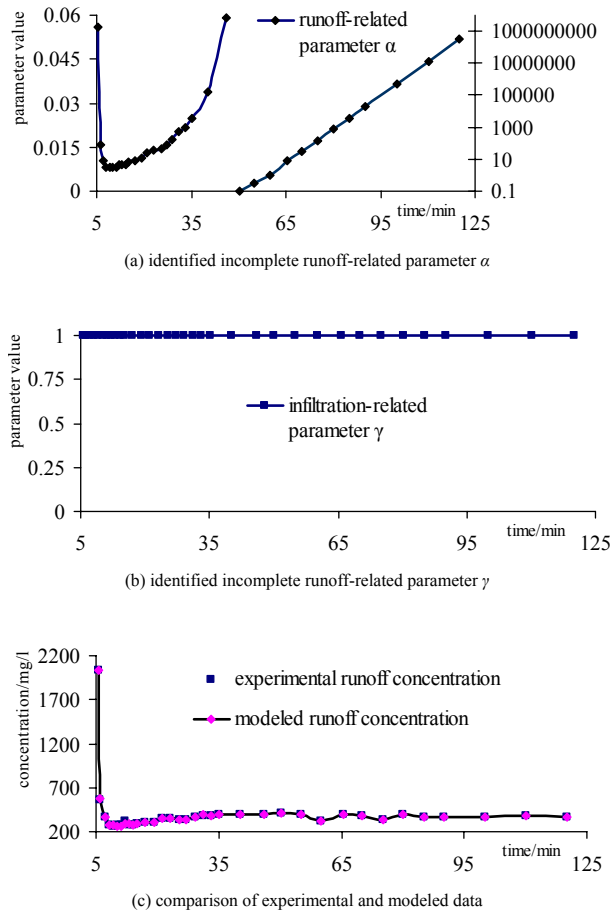 0.06
0.045
0.03
0.015
0
parameter value
runoff-related
parameter α
1000000000
10000000
100000
1000
10
0.1
5
35
65
95
125
time/min
(a) identified incomplete runoff-related parameter α
1
0.75
0.5
0.25
0
parameter value
infiltration-related
parameter γ
5
35
65
95
125
time/min
(b) identified incomplete runoff-related parameter γ
2200
1700
1200
700
200
concentration/mg/l
experimental runoff concentration
modeled runoff concentration
5
35
65
95
125
time/min
(c) comparison of experimental and modeled data